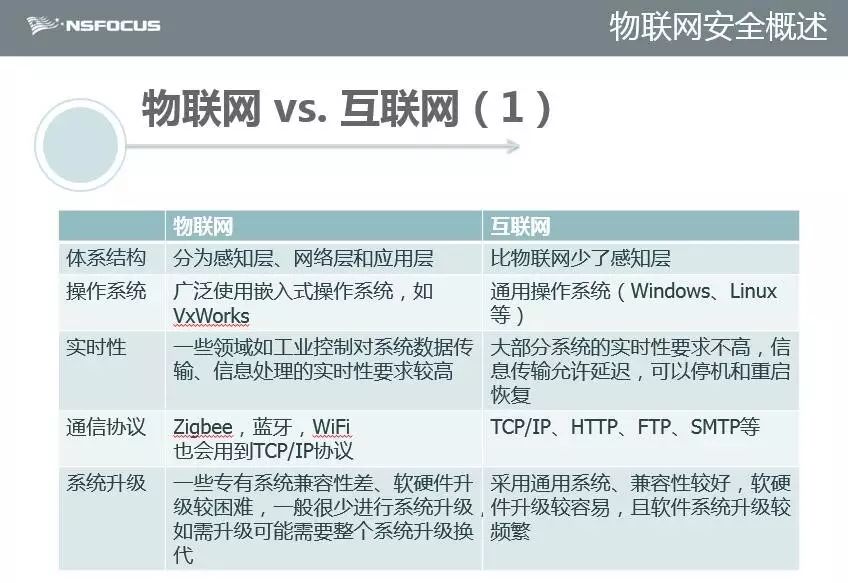 NSFOCUS
物联网安全概述
物联网 vs. 互联网（1）
物联网
互联网
体系结构
分为感知层、网络层和应用层
比物联网少了感知层
操作系统
广泛使用嵌入式操作系统，如
VxWorks
通用操作系统（Windows、Linux
等）
实时性
一些领域如工业控制对系统数据传
输、信息处理的实时性要求较高
大部分系统的实时性要求不高，信
息传输允许延迟，可以停机和重启
恢复
通信协议
Zigbee，蓝牙，WiFi
也会用到TCP/IP协议
TCP/IP、HTTP、FTP、SMTP等
系统升级
一些专有系统兼容性差、软硬件升
级较困难，一般很少进行系统升级，
如需升级可能需要整个系统升级换
代
采用通用系统、兼容性较好，软硬
件升级较容易，且软件系统升级较
频繁